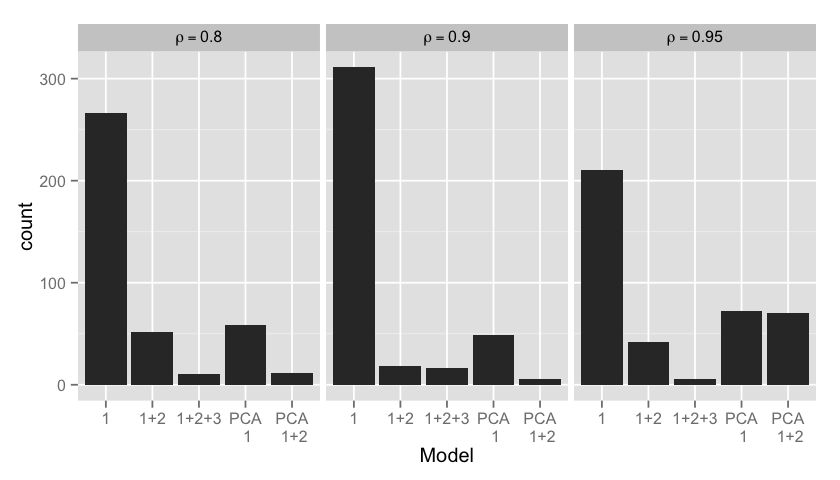 ρ = 0.8 ρ = 0.9 ρ = 0.95
300
200
100
0
count
1 1+2 1+2+3 PCA 1 PCA 1+2
1 1+2 1+2+3 PCA 1 PCA 1+2
1 1+2 1+2+3 PCA 1 PCA 1+2
Model